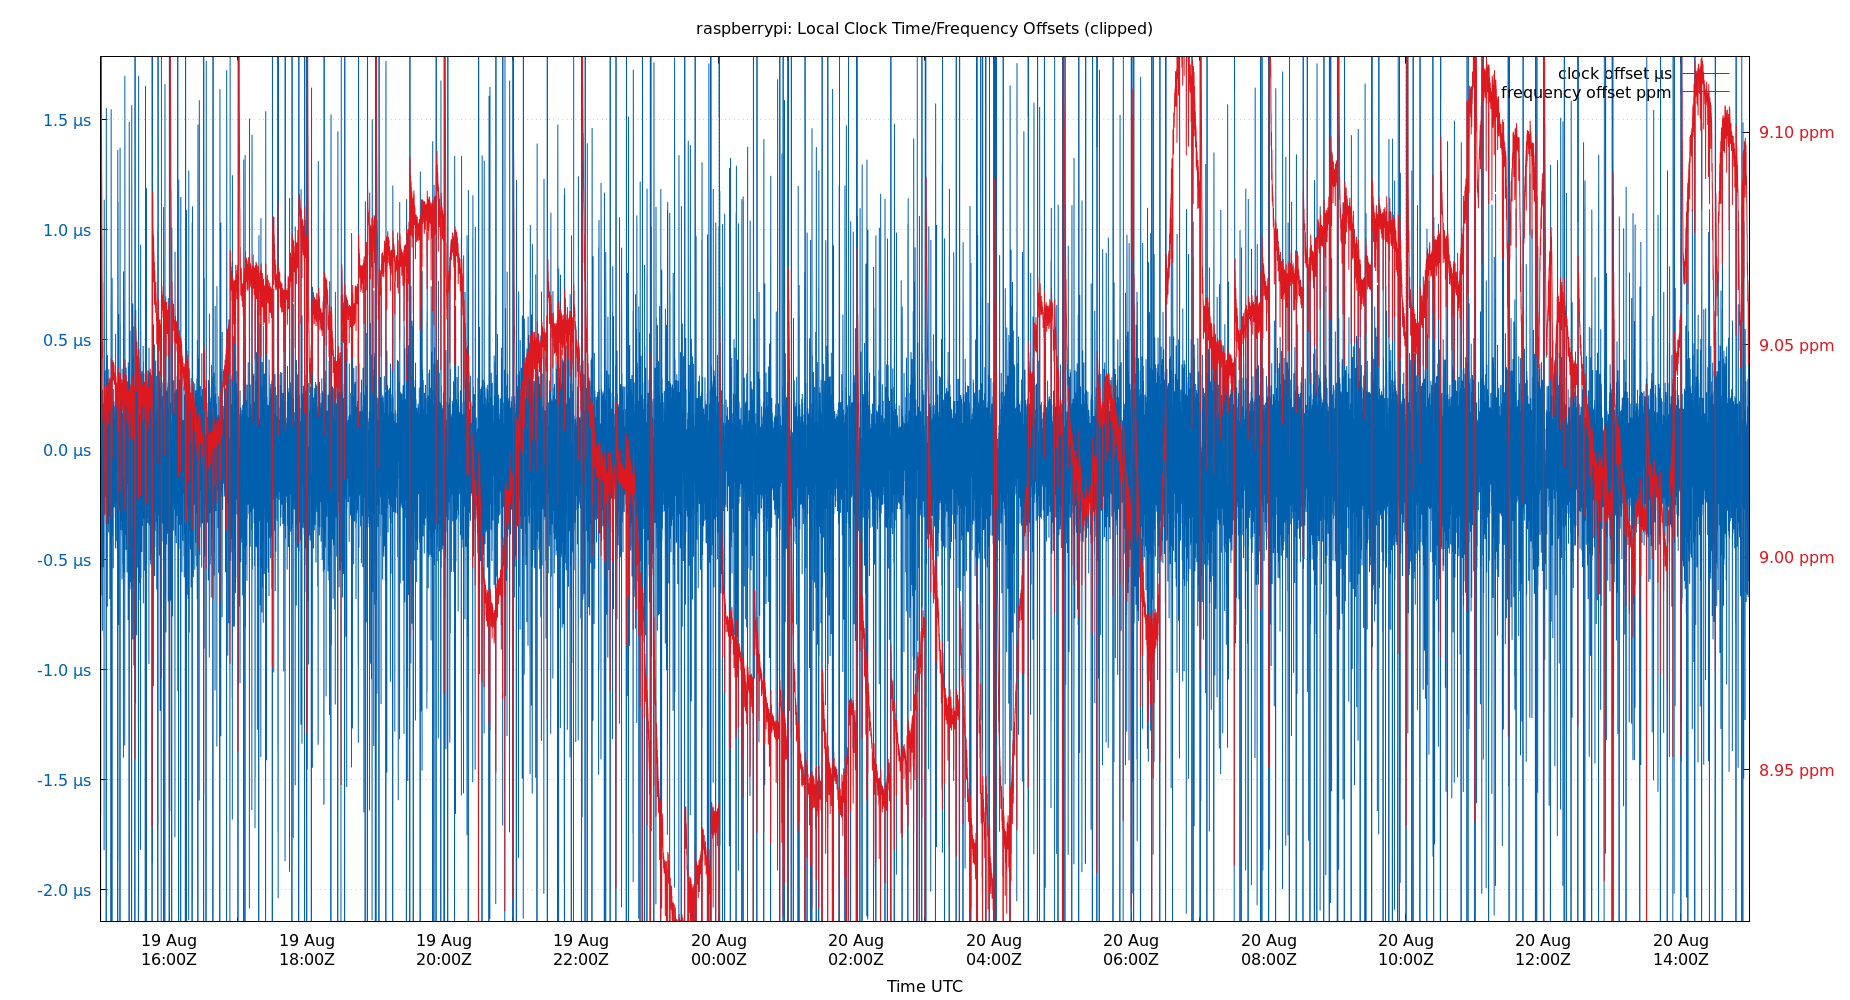 raspberrypi: Local Clock Time/Frequency Offsets (clipped)
clock offset µs
frequency offset ppm
1.5 µs
1.0 µs
0.5 µs
0.0 µs
-0.5 µs
-1.0 µs
-1.5 µs
-2.0 µs
9.10 ppm
9.05 ppm
9.00 ppm
8.95 ppm
19 Aug 19 Aug 19 Aug 19 Aug 20 Aug 20 Aug 20 Aug 20 Aug 20 Aug 20 Aug 20 Aug 20 Aug
16:00Z 18:00Z 20:00Z 22:00Z 00:00Z 02:00Z 04:00Z 06:00Z 08:00Z 10:00Z 12:00Z 14:00Z
Time UTC